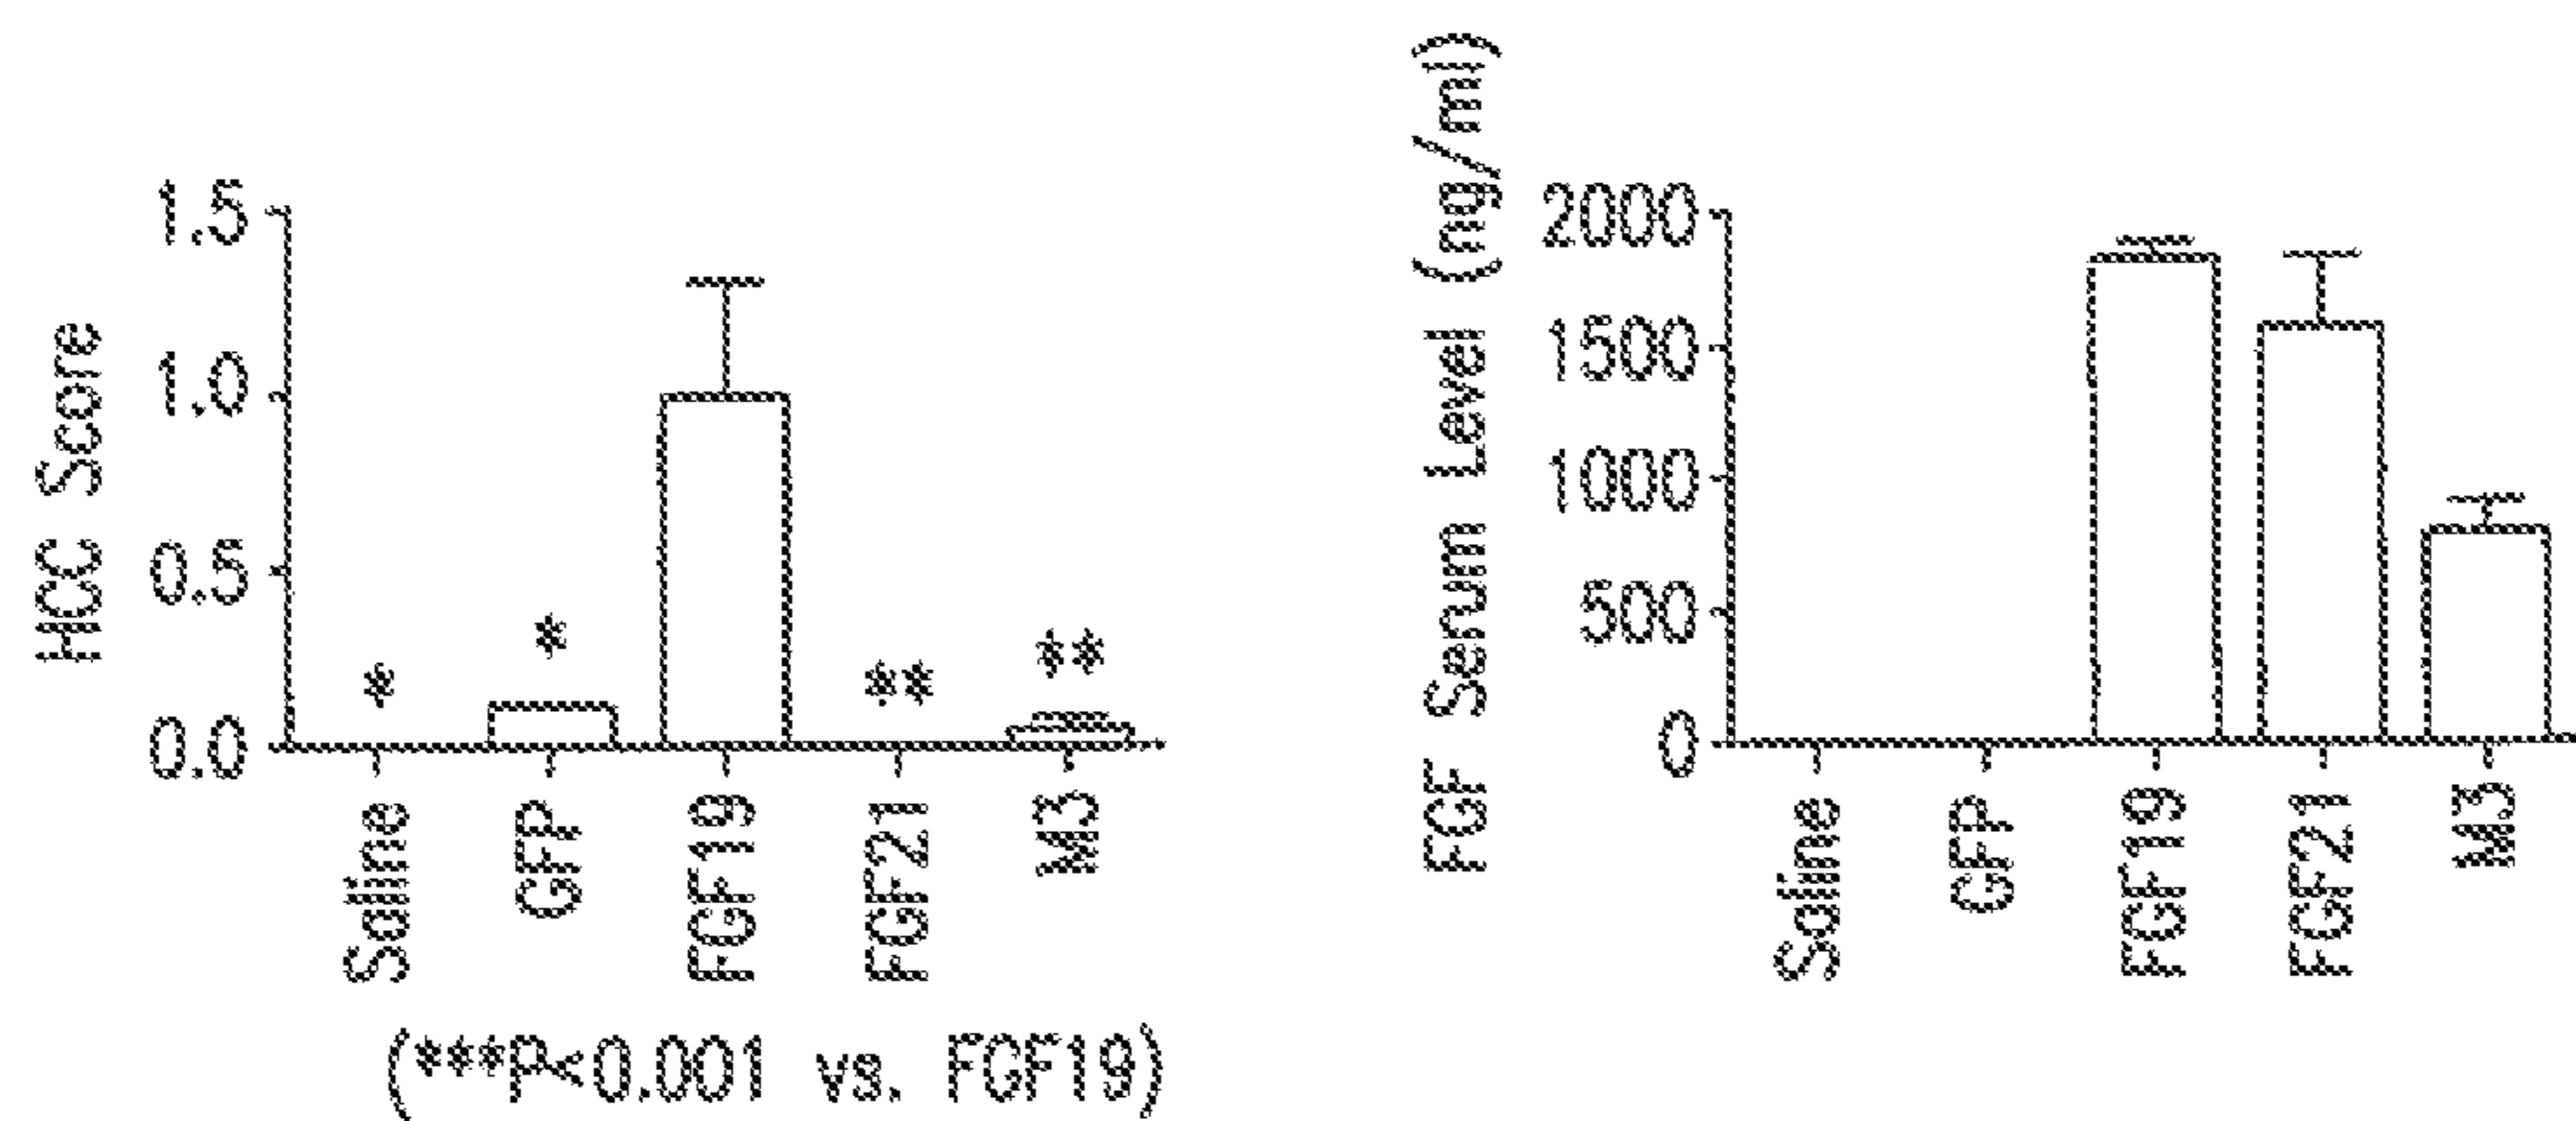 HCC Score
1.5
1.0
0.5
0.0
*
*
**
**
Saline
GFP
FGF19
FGF21
M3
(***P<0.001 vs. FGF19)
FGF Serum Level (ng/ml)
2000
1500
1000
500
0
Saline
GFP
FGF19
FGF21
M3